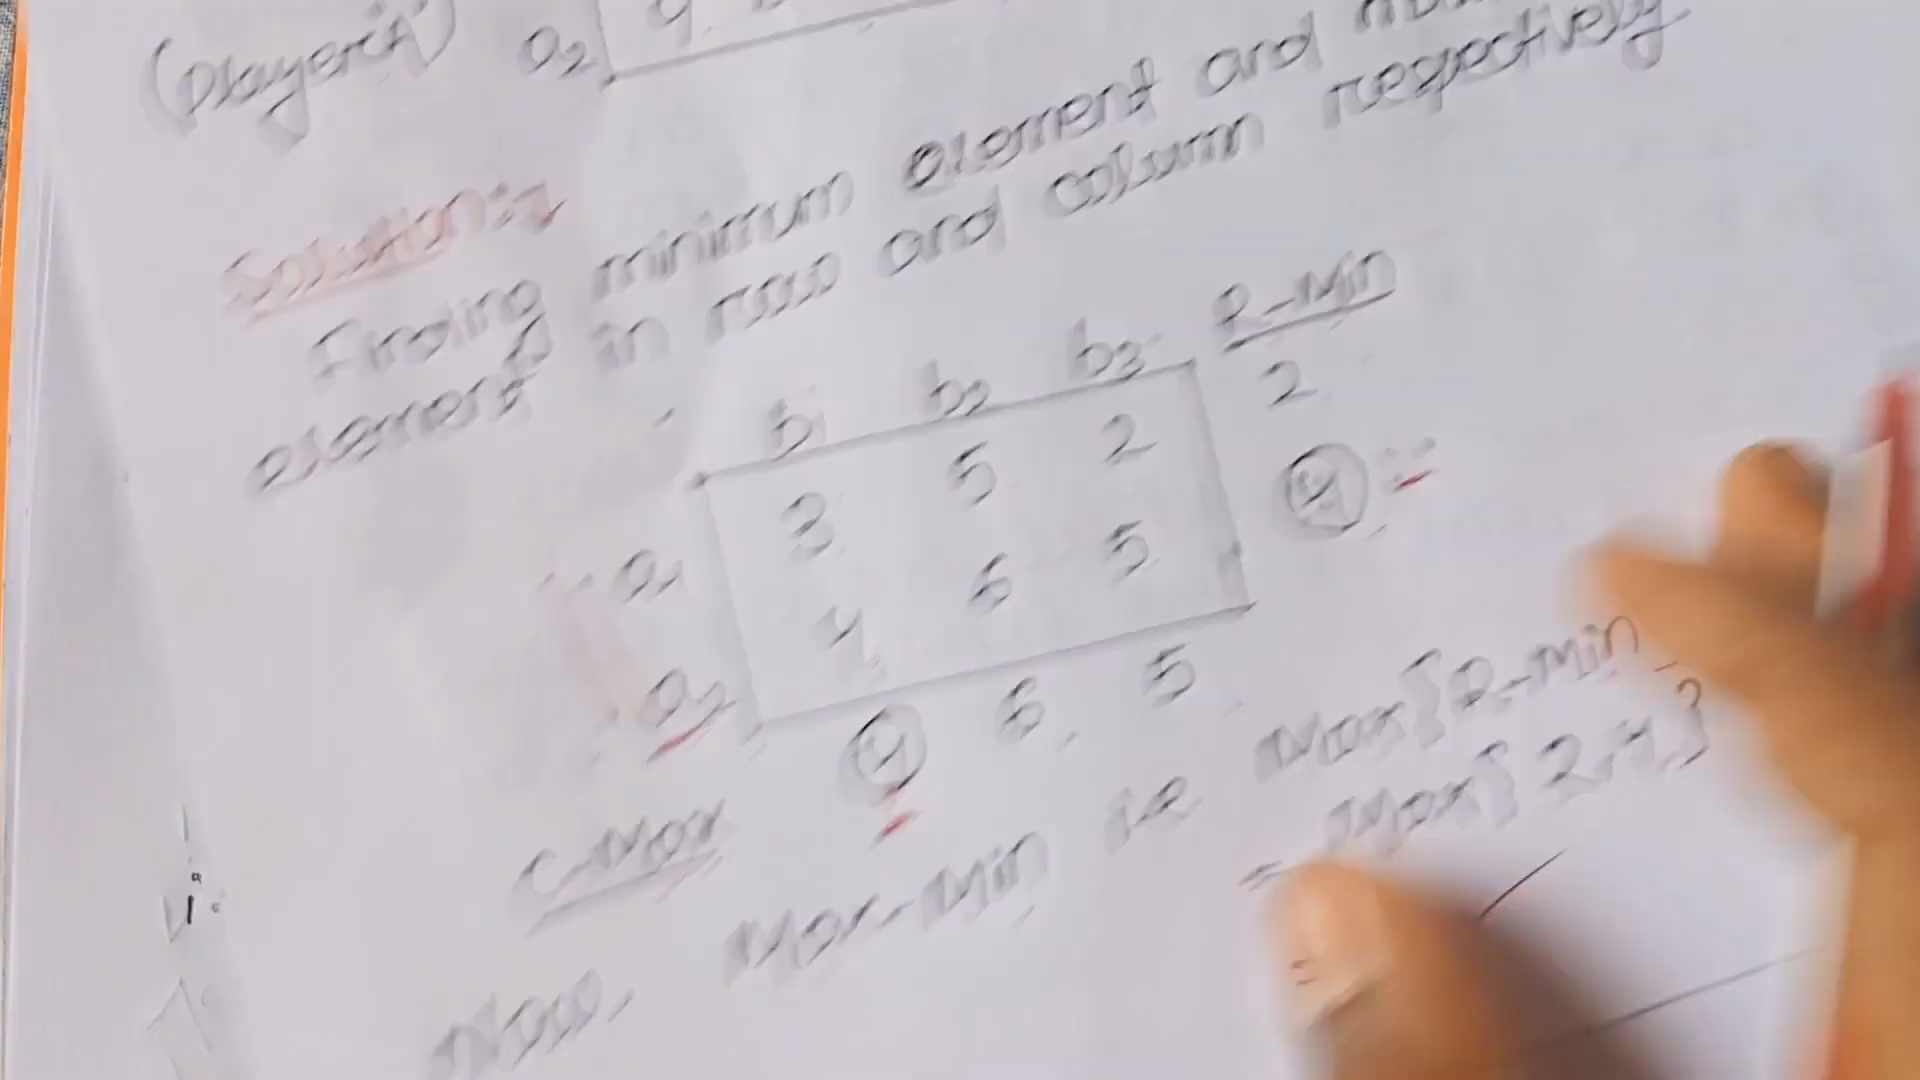 (Player A) a2 4
Solution:-
Finding minimum element and
element in row and column respectively
b1 b2 b3 R-Min
a1 3 5 2 2
a2 4 6 5 4
C-Max 4 6 5
Now, Max-Min is Max{R-Min
= Max{2,4}
=